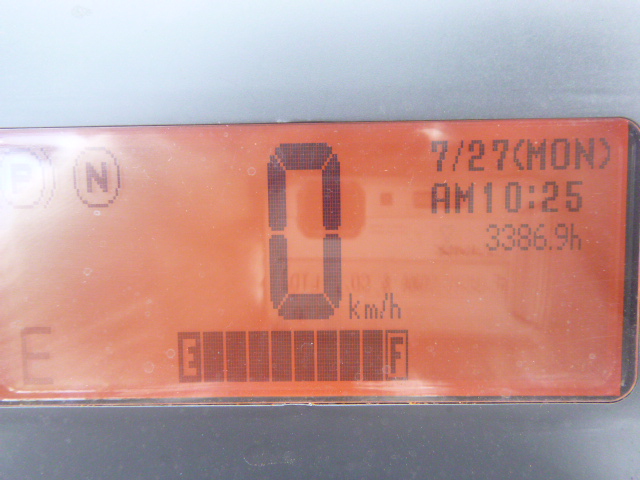 P N
0 km/h
7/27(MON)
AM10:25
3386.9h
E
E F